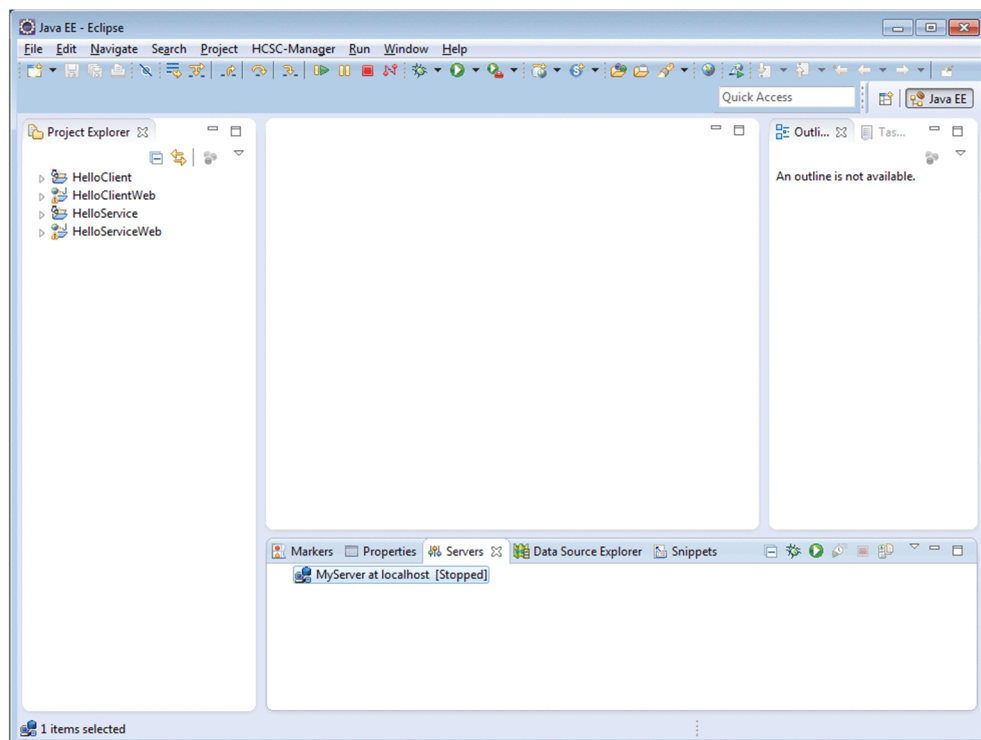 Java EE - Eclipse
File Edit Navigate Search Project HCSC-Manager Run Window Help
Quick Access
Java EE
Project Explorer
HelloClient
HelloClientWeb
HelloService
HelloServiceWeb
Outli... Tas...
An outline is not available.
Markers Properties Servers Data Source Explorer Snippets
MyServer at localhost [Stopped]
1 items selected